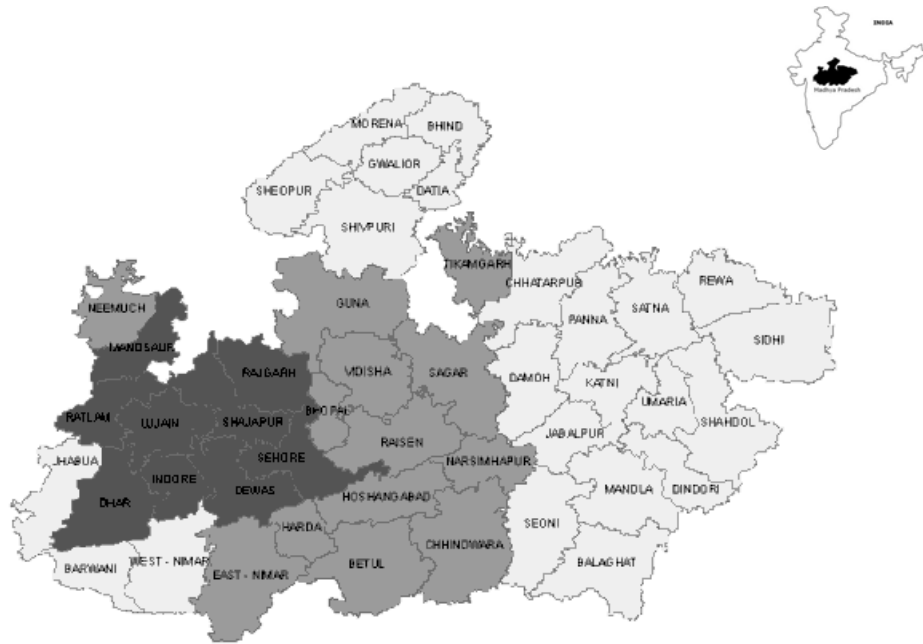 INDIA
Madhya Pradesh
MORENA
BHIND
GWALIOR
SHEOPUR
DATIA
SHIVPURI
TIKAMGARH
CHHATARPUR
REWA
NEEMUCH
GUNA
SATNA
PANNA
SIDHI
MANDSAUR
RAJGARH
VIDISHA
SAGAR
DAMOH
KATNI
UMARIA
RATLAM
UJJAIN
SHAJAPUR
BHOPAL
SHAHDOL
JABALPUR
RAISEN
JHABUA
SEHORE
NARSIMHAPUR
INDORE
DEWAS
MANDLA
DINDORI
DHAR
HOSHANGABAD
SEONI
HARDA
CHHINDWARA
BARWANI
WEST - NIMAR
BETUL
BALAGHAT
EAST - NIMAR